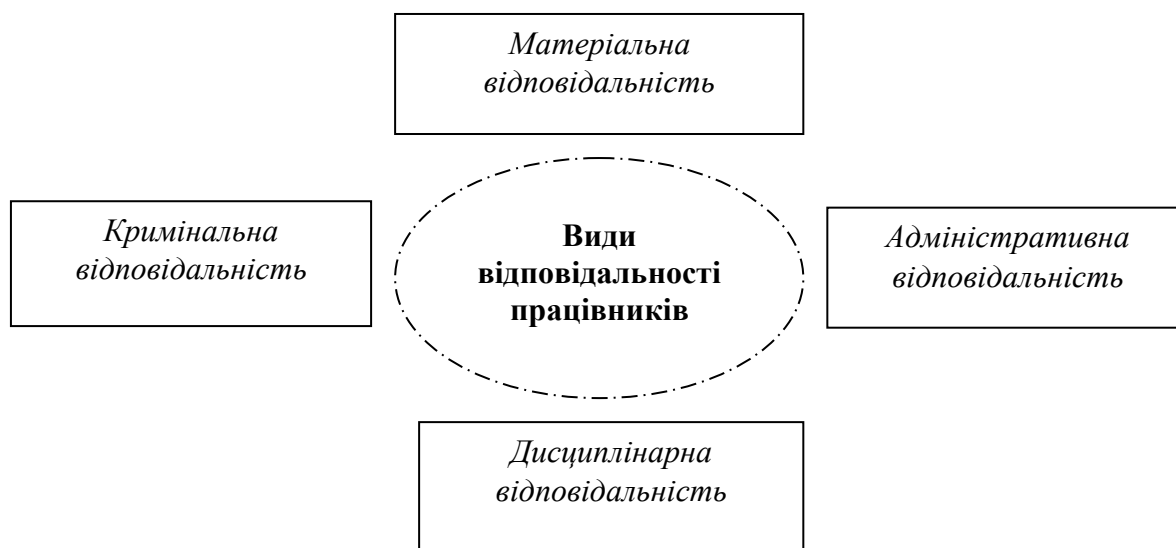 Матеріальна
відповідальність
Кримінальна
відповідальність
Види
відповідальності
працівників
Адміністративна
відповідальність
Дисциплінарна
відповідальність